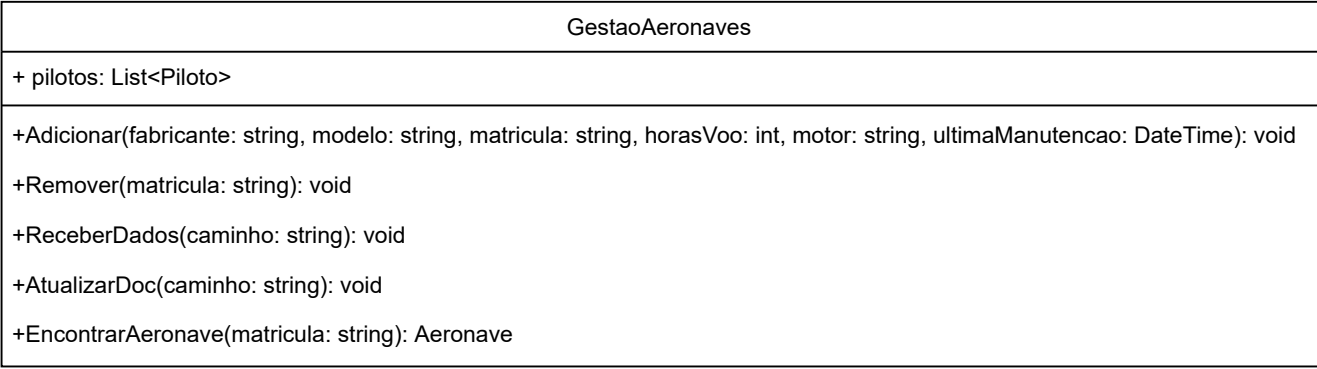 GestaoAeronaves
+ pilotos: List<Piloto>
+Adicionar(fabricante: string, modelo: string, matricula: string, horasVoo: int, motor: string, ultimaManutencao: DateTime): void
+Remover(matricula: string): void
+ReceberDados(caminho: string): void
+AtualizarDoc(caminho: string): void
+EncontrarAeronave(matricula: string): Aeronave